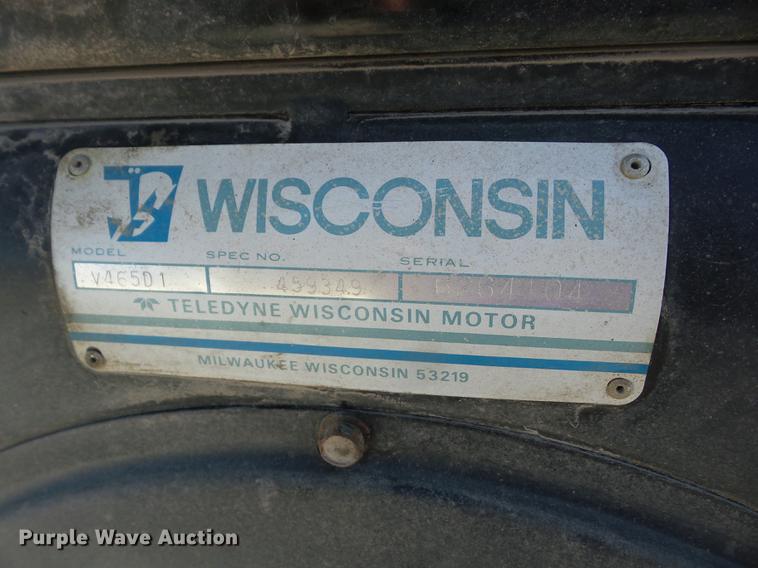 WISCONSIN
MODEL SPEC NO. SERIAL
V465D1 459349
TELEDYNE WISCONSIN MOTOR
MILWAUKEE WISCONSIN 53219
Purple Wave Auction